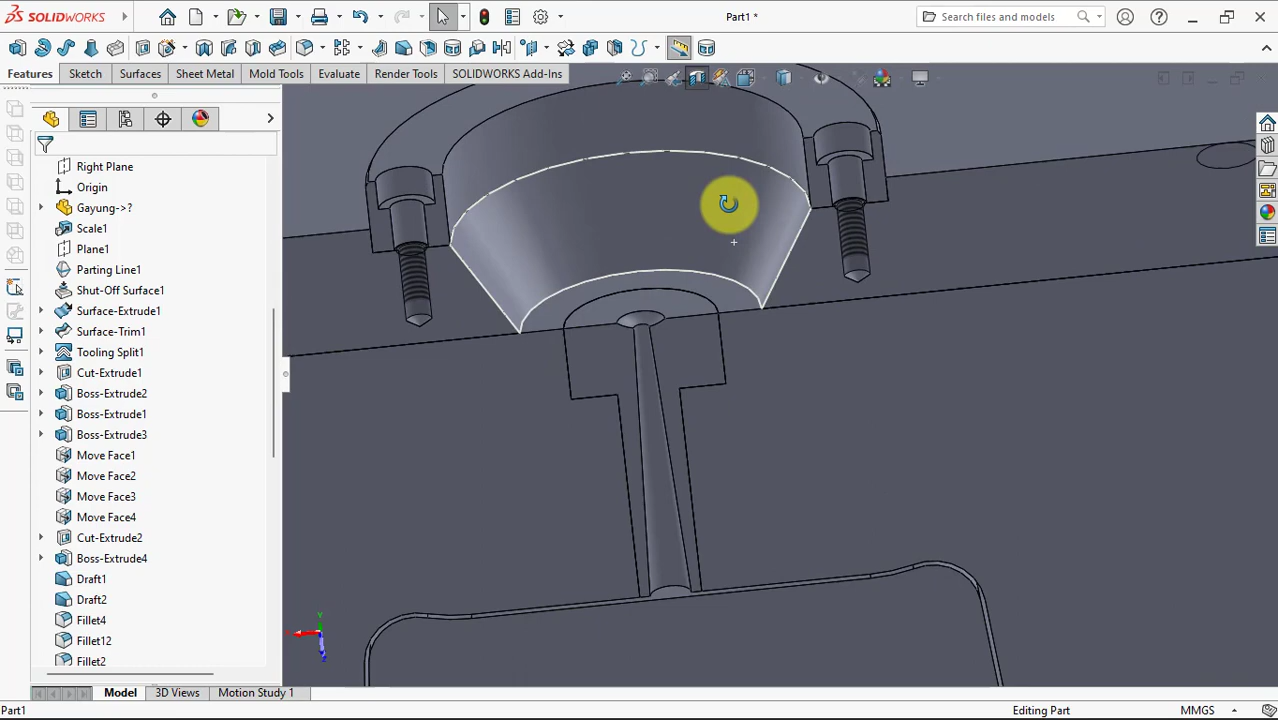 SOLIDWORKS
Part1 *
Search files and models
Features
Sketch
Surfaces
Sheet Metal
Mold Tools
Evaluate
Render Tools
SOLIDWORKS Add-Ins
Right Plane
Origin
Gayung->?
Scale1
Plane1
Parting Line1
Shut-Off Surface1
Surface-Extrude1
Surface-Trim1
Tooling Split1
Cut-Extrude1
Boss-Extrude2
Boss-Extrude1
Boss-Extrude3
Move Face1
Move Face2
Move Face3
Move Face4
Cut-Extrude2
Boss-Extrude4
Draft1
Draft2
Fillet4
Fillet12
Fillet2
Y
Z
Model
3D Views
Motion Study 1
Part1
Editing Part
MMGS